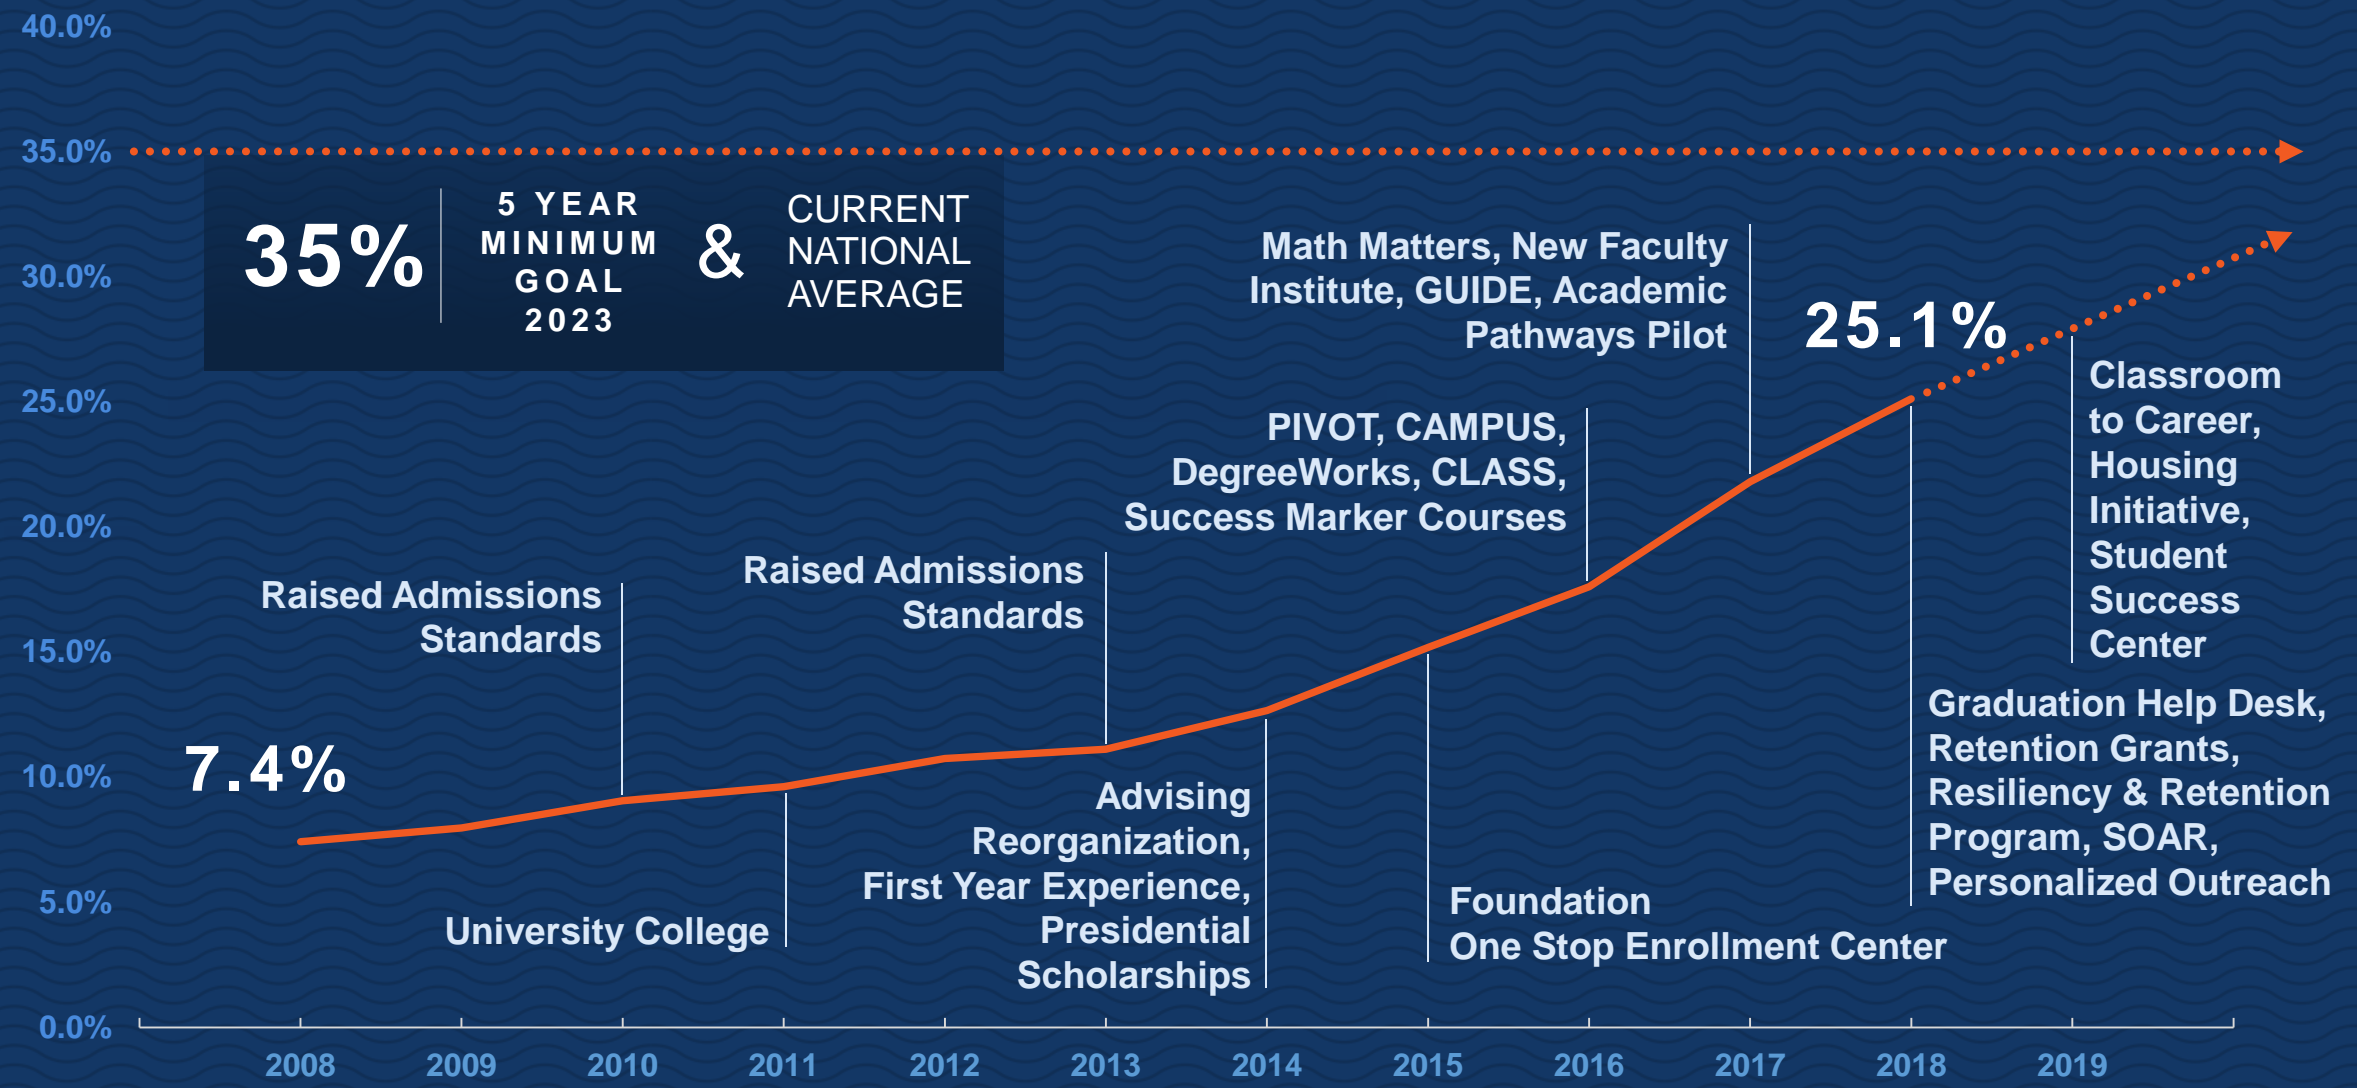 40.0%
35.0%
30.0%
25.0%
20.0%
15.0%
10.0%
5.0%
0.0%
35%
5 YEAR
MINIMUM
GOAL
2023
&
CURRENT
NATIONAL
AVERAGE
7.4%
Raised Admissions
Standards
University College
Raised Admissions
Standards
Advising
Reorganization,
First Year Experience,
Presidential
Scholarships
Foundation
One Stop Enrollment Center
PIVOT, CAMPUS,
DegreeWorks, CLASS,
Success Marker Courses
Math Matters, New Faculty
Institute, GUIDE, Academic
Pathways Pilot
25.1%
Graduation Help Desk,
Retention Grants,
Resiliency & Retention
Program, SOAR,
Personalized Outreach
Classroom
to Career,
Housing
Initiative,
Student
Success
Center
2008 2009 2010 2011 2012 2013 2014 2015 2016 2017 2018 2019